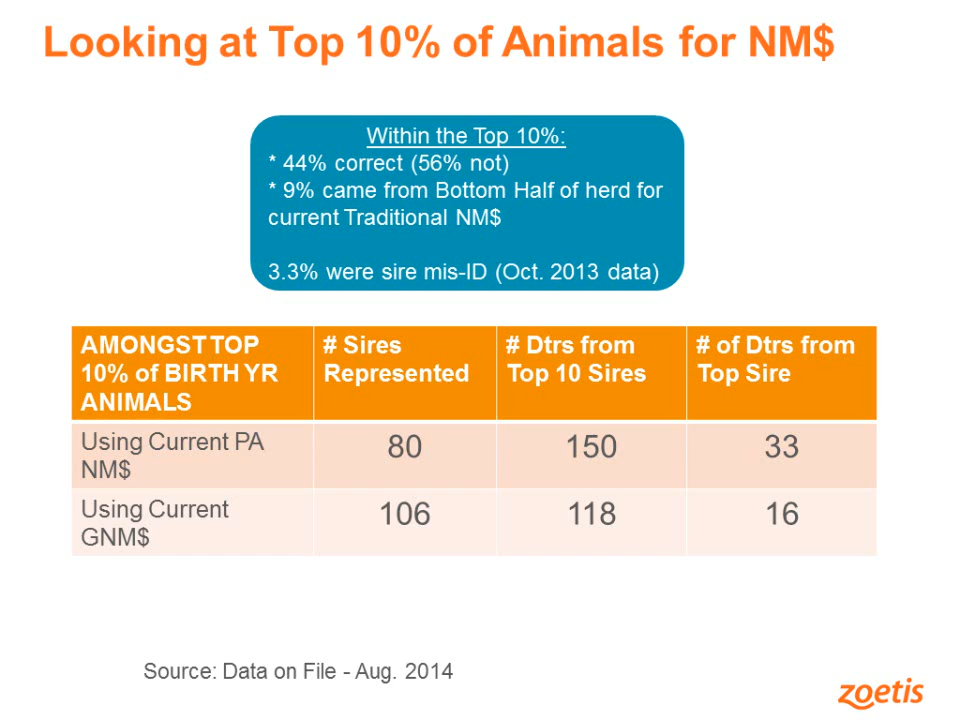 Looking at Top 10% of Animals for NM$
Within the Top 10%:
* 44% correct (56% not)
* 9% came from Bottom Half of herd for
current Traditional NM$
3.3% were sire mis-ID (Oct. 2013 data)
AMONGST TOP
10% of BIRTH YR
ANIMALS
# Sires
Represented
# Dtrs from
Top 10 Sires
# of Dtrs from
Top Sire
Using Current PA
NM$
80
150
33
Using Current
GNM$
106
118
16
Source: Data on File - Aug. 2014
zoetis